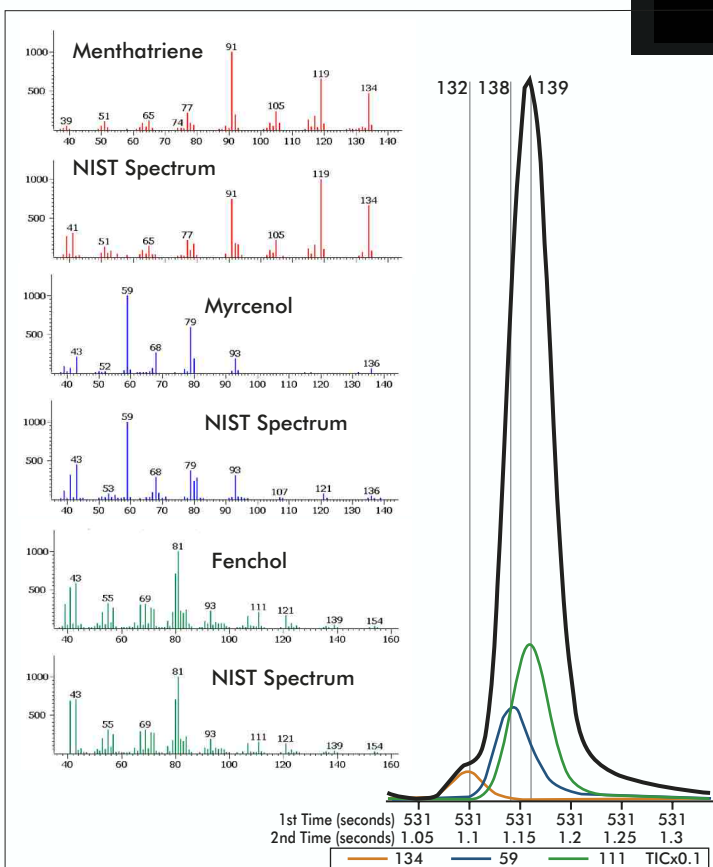 Menthatriene
1000
500
39 51 65 74 77 91 105 119 134
40 50 60 70 80 90 100 110 120 130 140
NIST Spectrum
1000
500
41 51 65 77 91 105 119 134
40 50 60 70 80 90 100 110 120 130 140
Myrcenol
1000
500
43 52 59 68 79 93 136
40 50 60 70 80 90 100 110 120 130 140
NIST Spectrum
1000
500
43 53 59 68 79 93 107 121 136
40 50 60 70 80 90 100 110 120 130 140
Fenchol
1000
500
43 55 69 81 93 111 121 139 154
40 60 80 100 120 140 160
NIST Spectrum
1000
500
43 55 69 81 93 111 121 139 154
40 60 80 100 120 140 160
132 138 139
1st Time (seconds) 531 531 531 531 531 531
2nd Time (seconds) 1.05 1.1 1.15 1.2 1.25 1.3
134 59 111 TICx0.1